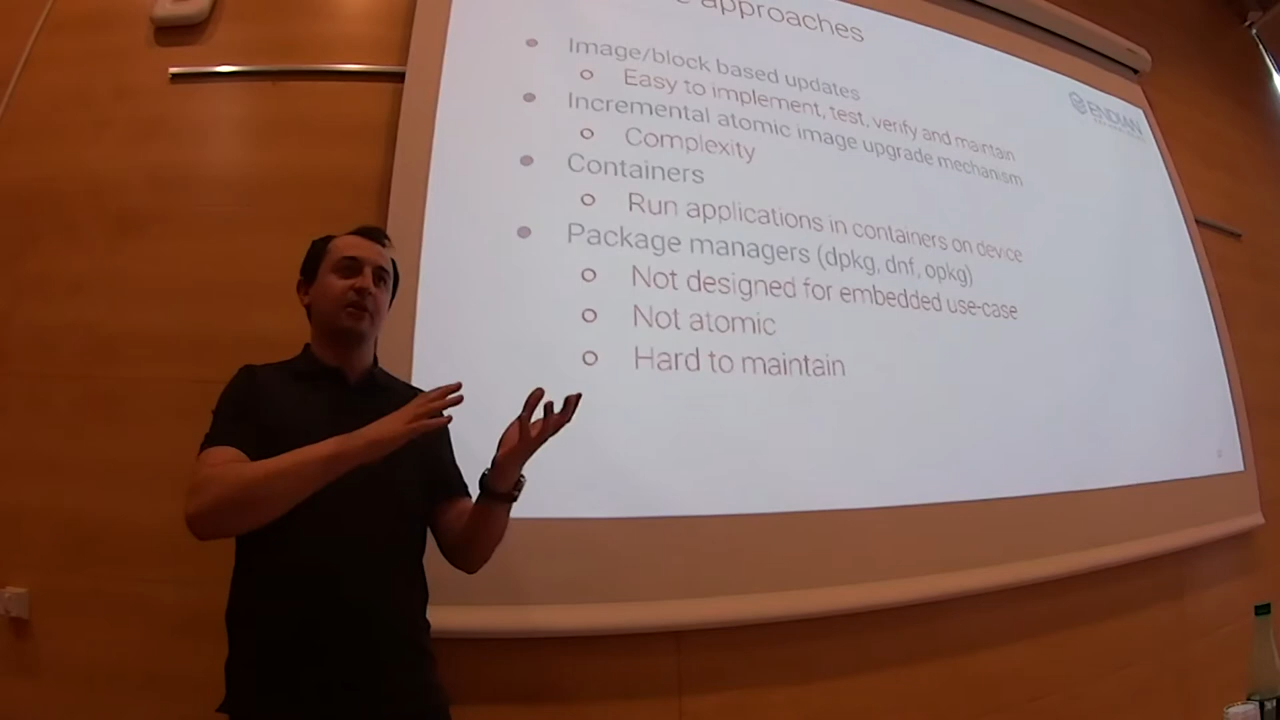 approaches
Image/block based updates
Easy to implement, test, verify and maintain
Incremental atomic image upgrade mechanism
Complexity
Containers
Run applications in containers on device
Package managers (dpkg, dnf, opkg)
Not designed for embedded use-case
Not atomic
Hard to maintain
ENDIAN